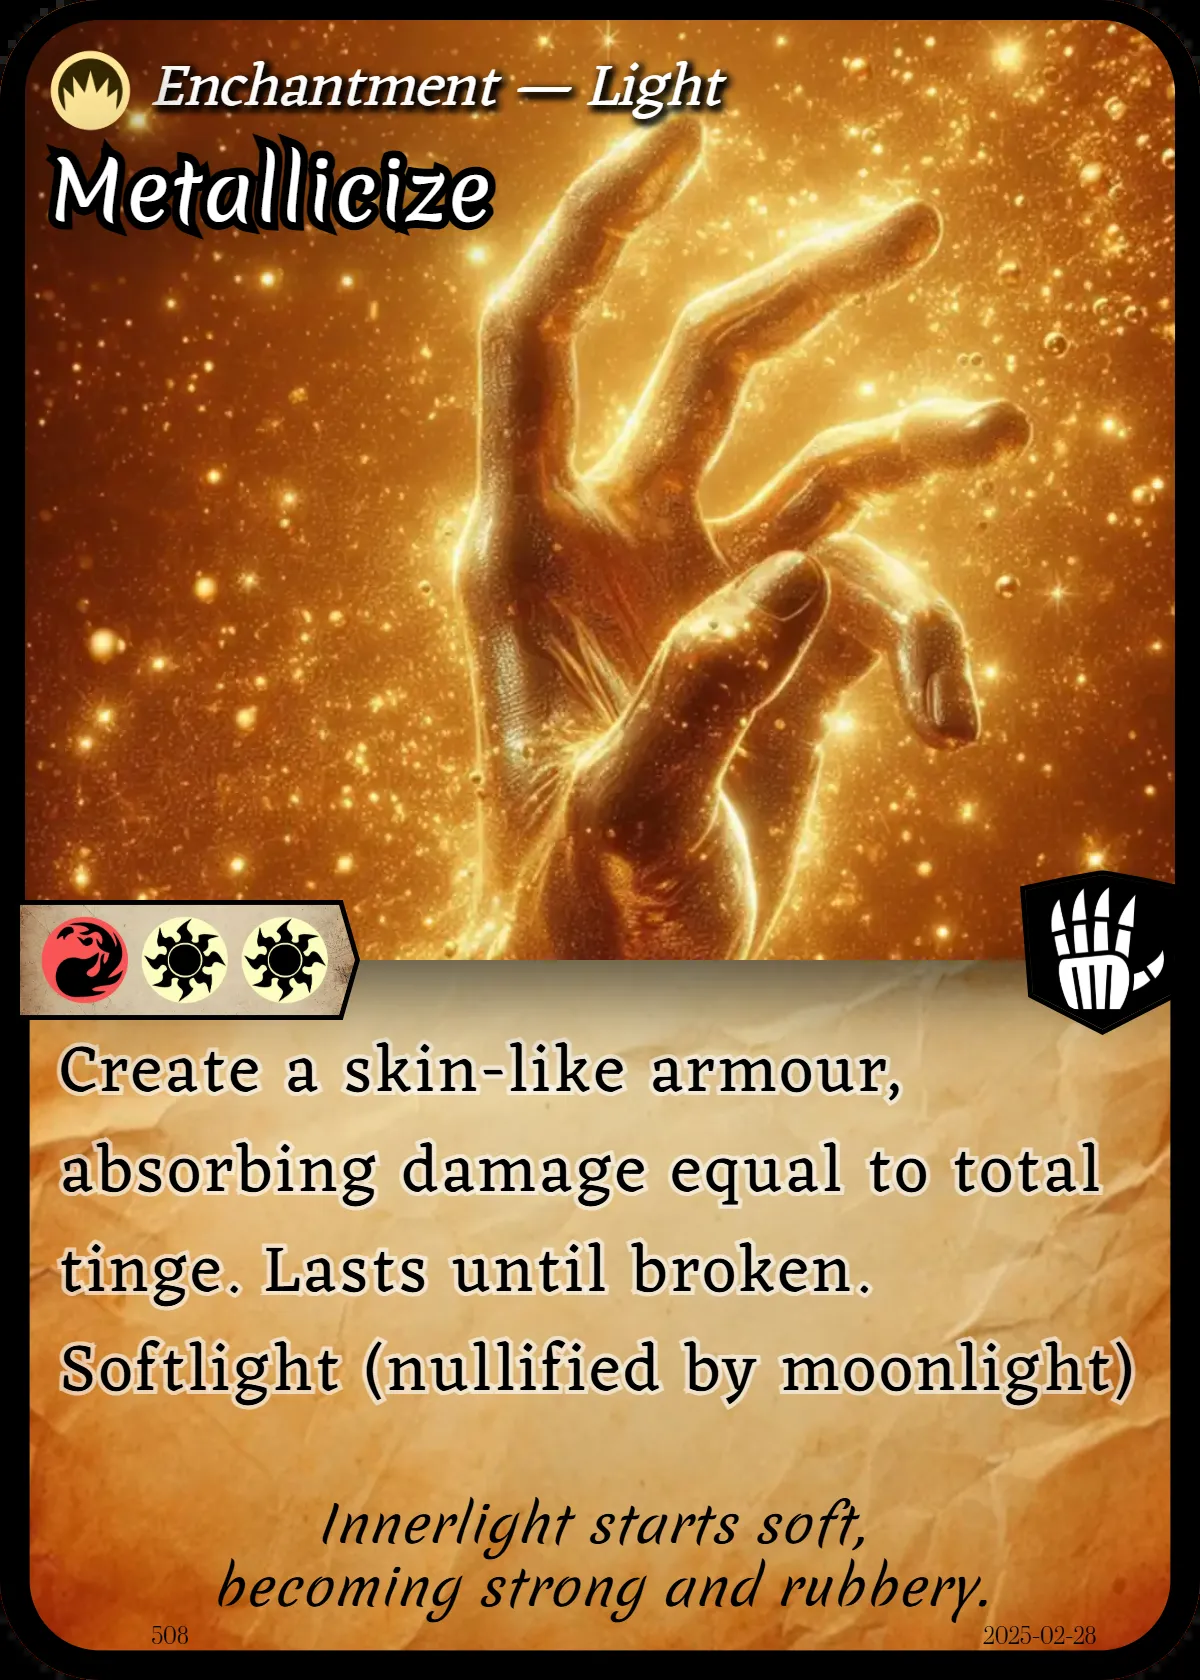 Enchantment — Light
Metallicize
Create a skin-like armour,
absorbing damage equal to total
tinge. Lasts until broken.
Softlight (nullified by moonlight)
Innerlight starts soft,
becoming strong and rubbery.
508
2025-02-28